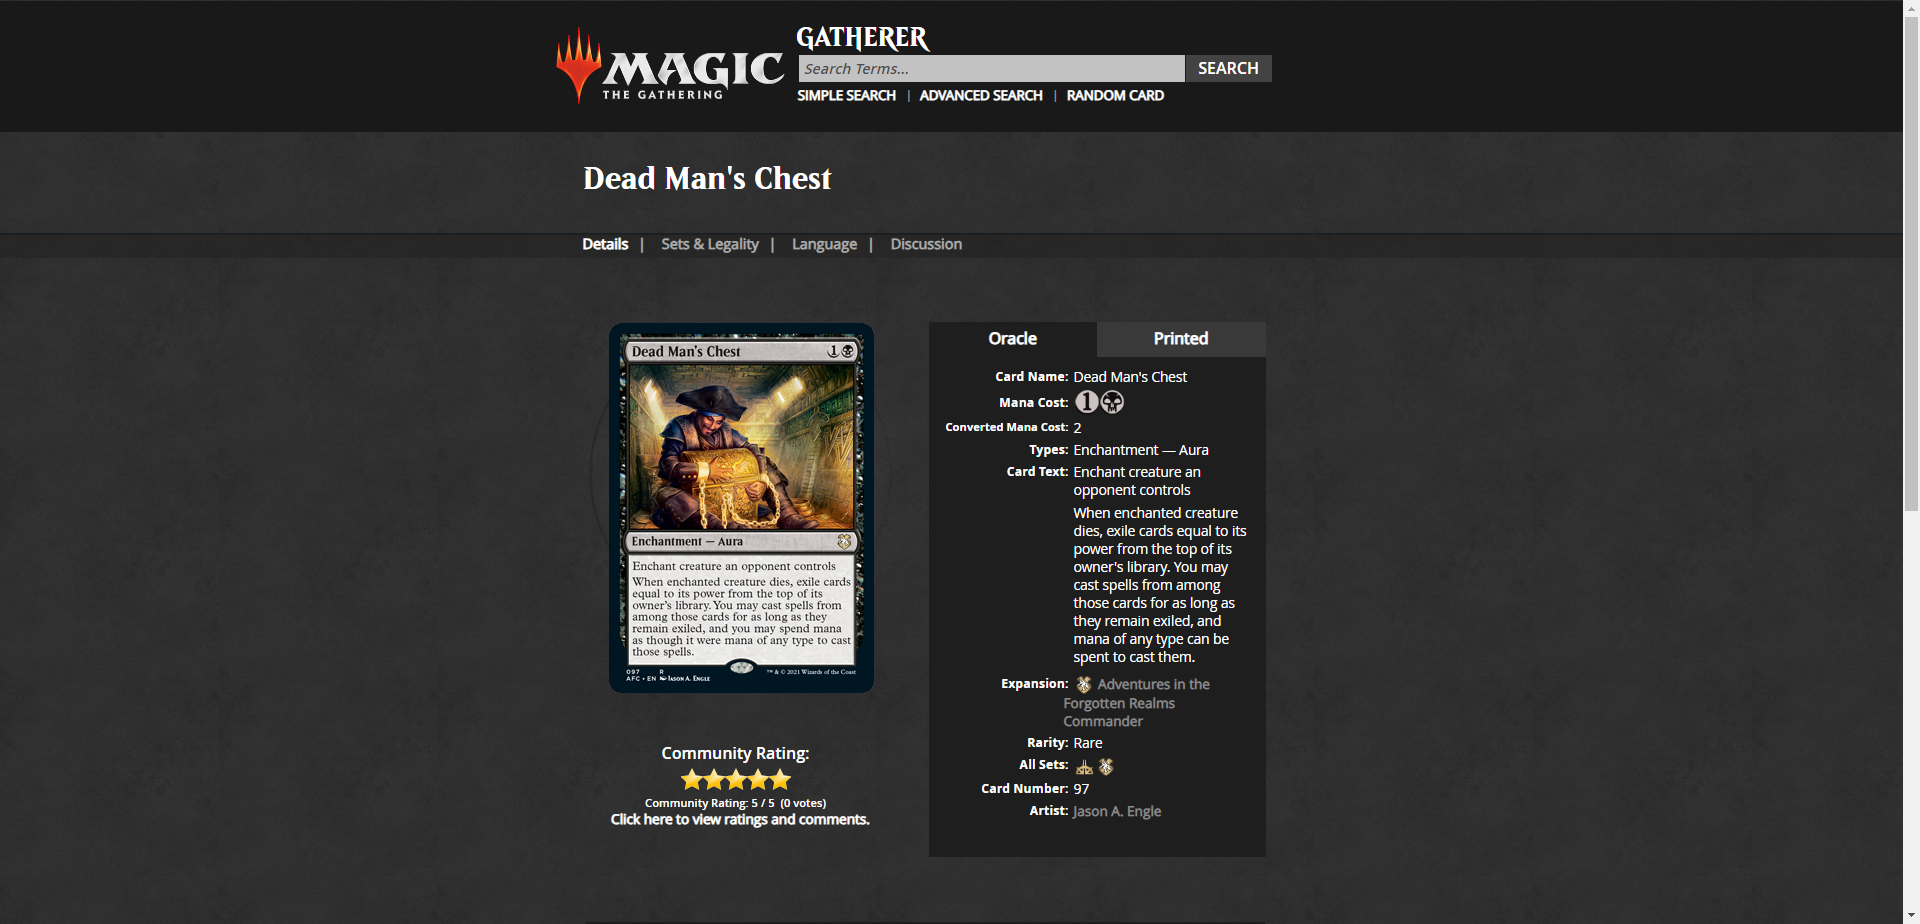 MAGIC
THE GATHERING
GATHERER
Search Terms...
SEARCH
SIMPLE SEARCH | ADVANCED SEARCH | RANDOM CARD
Dead Man's Chest
Details | Sets & Legality | Language | Discussion
Dead Man's Chest 1
Enchantment — Aura
Enchant creature an opponent controls
When enchanted creature dies, exile cards
equal to its power from the top of its
owner's library. You may cast spells from
among those cards for as long as they
remain exiled, and you may spend mana
as though it were mana of any type to cast
those spells.
097 R
AFC • EN JASON A. ENGLE
™ & © 2021 Wizards of the Coast
Community Rating:
Community Rating: 5 / 5 (0 votes)
Click here to view ratings and comments.
Oracle Printed
Card Name: Dead Man's Chest
Mana Cost: 1
Converted Mana Cost: 2
Types: Enchantment — Aura
Card Text: Enchant creature an
opponent controls
When enchanted creature
dies, exile cards equal to its
power from the top of its
owner's library. You may
cast spells from among
those cards for as long as
they remain exiled, and
mana of any type can be
spent to cast them.
Expansion: Adventures in the
Forgotten Realms
Commander
Rarity: Rare
All Sets:
Card Number: 97
Artist: Jason A. Engle